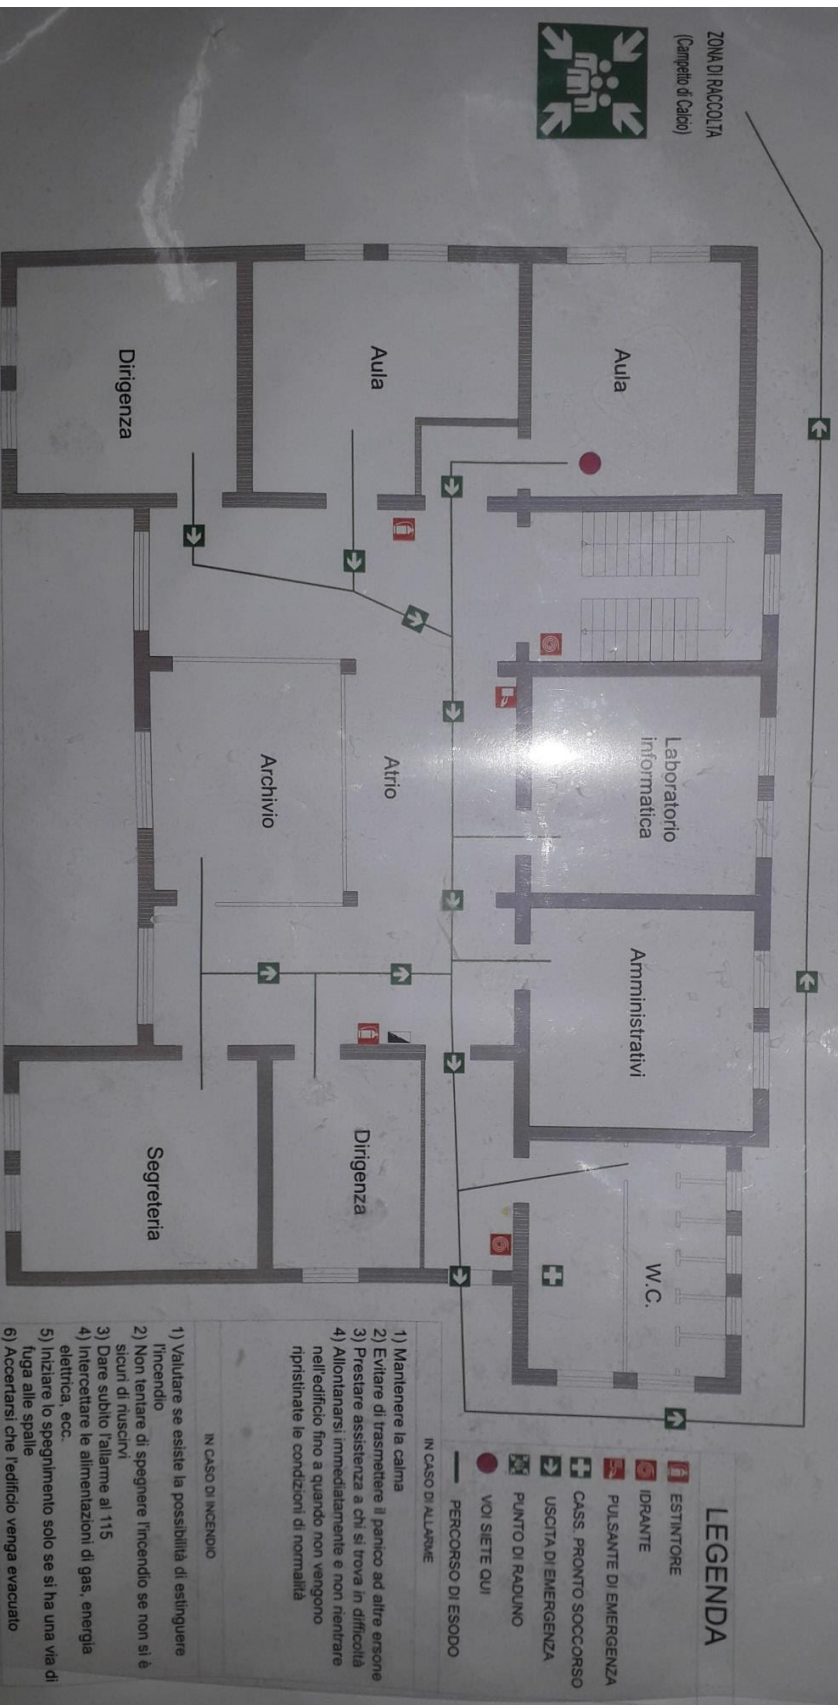 ZONA DI RACCOLTA
(Campetto di Calcio)
Aula
Laboratorio
informatica
Amministrativi
W.C.
Aula
Atrio
Dirigenza
Archivio
Dirigenza
Segreteria
LEGENDA
ESTINTORE
IDRANTE
PULSANTE DI EMERGENZA
CASS. PRONTO SOCCORSO
USCITA DI EMERGENZA
PUNTO DI RADUNO
VOI SIETE QUI
PERCORSO DI ESODO
IN CASO DI ALLARME
1) Mantenere la calma
2) Evitare di trasmettere il panico ad altre ersone
3) Prestare assistenza a chi si trova in difficoltà
4) Allontanarsi immediatamente e non rientrare
nell'edificio fino a quando non vengono
ripristinate le condizioni di normalità
IN CASO DI INCENDIO
1) Valutare se esiste la possibilità di estinguere
l'incendio
2) Non tentare di spegnere l'incendio se non si è
sicuri di riuscirvi
3) Dare subito l'allarme al 115
4) Intercettare le alimentazioni di gas, energia
elettrica, ecc.
5) Iniziare lo spegnimento solo se si ha una via di
fuga alle spalle
6) Accertarsi che l'edificio venga evacuato